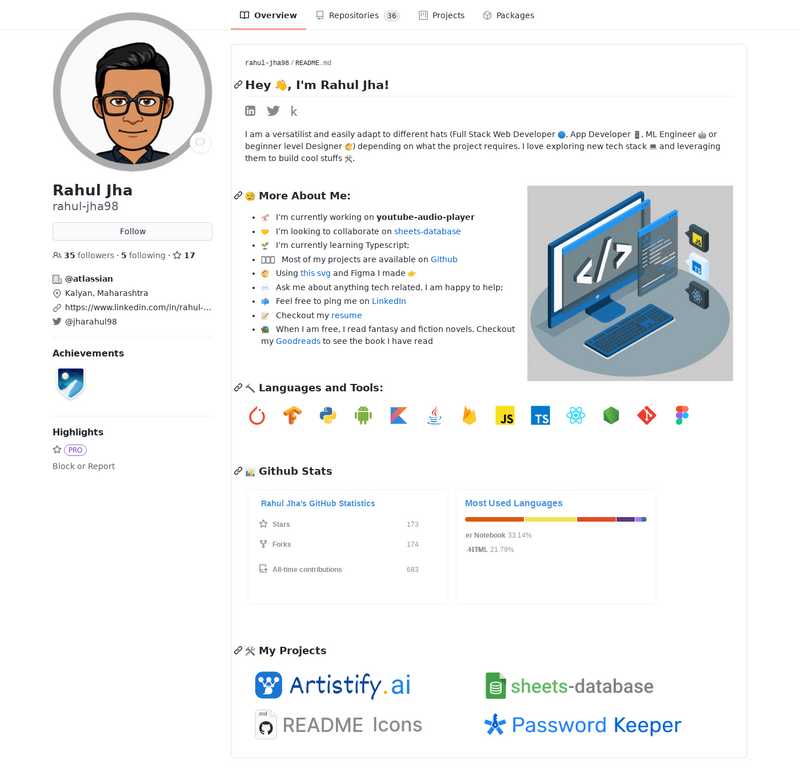 Overview
Repositories 36
Projects
Packages
Rahul Jha
rahul-jha98
Follow
35 followers · 5 following · 17
@atlassian
Kalyan, Maharashtra
https://www.linkedin.com/in/rahul-...
@jharahul98
Achievements
Highlights
PRO
Block or Report
rahul-jha98/README.md
Hey 👋, I'm Rahul Jha!
k
I am a versatilist and easily adapt to different hats (Full Stack Web Developer 🌐, App Developer 📱, ML Engineer 🤖 or
beginner level Designer 🎨) depending on what the project requires. I love exploring new tech stack 💻 and leveraging
them to build cool stuffs 🛠.
More About Me:
I'm currently working on youtube-audio-player
I'm looking to collaborate on sheets-database
I'm currently learning Typescript;
Most of my projects are available on Github
Using this svg and Figma I made 👉
Ask me about anything tech related, I am happy to help;
Feel free to ping me on LinkedIn
Checkout my resume
When I am free, I read fantasy and fiction novels. Checkout
my Goodreads to see the book I have read
</>
JS
TS
Languages and Tools:
JS
TS
Github Stats
Rahul Jha's GitHub Statistics
Stars 173
Forks 174
All-time contributions 683
Most Used Languages
er Notebook 33.14%
HTML 21.79%
My Projects
Artistify.ai
sheets-database
.md
README Icons
Password Keeper